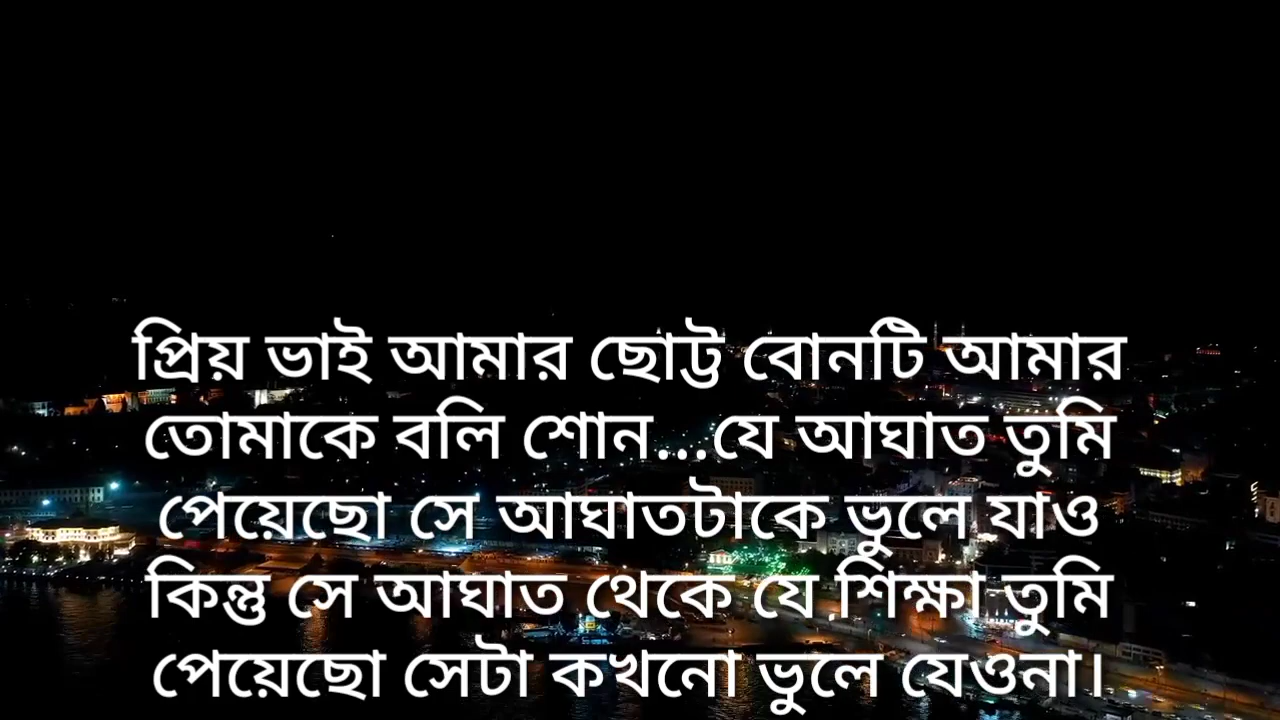 প্রিয় ভাই আমার ছোট্ট বোনটি আমার
তোমাকে বলি শোন...যে আঘাত তুমি
পেয়েছো সে আঘাতটাকে ভুলে যাও
কিন্তু সে আঘাত থেকে যে শিক্ষা তুমি
পেয়েছো সেটা কখনো ভুলে যেওনা।